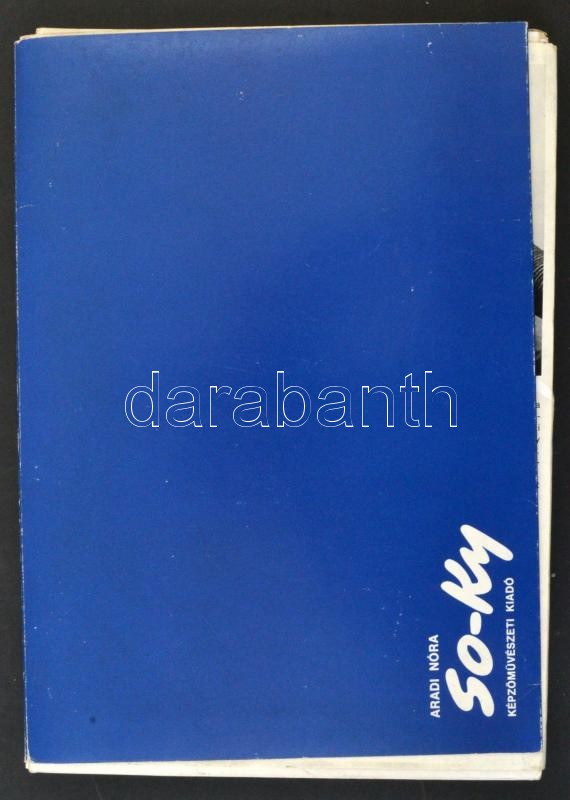 ARADI NÓRA
SO-KY
KÉPZŐMŰVÉSZETI KIADÓ
darabanth